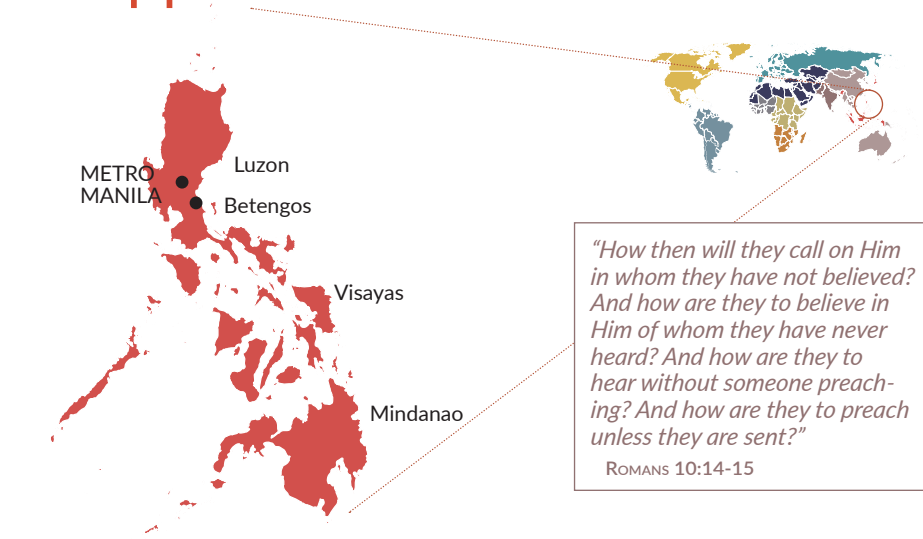 Luzon
METRO
MANILA
Betengos
Visayas
Mindanao
“How then will they call on Him
in whom they have not believed?
And how are they to believe in
Him of whom they have never
heard? And how are they to
hear without someone preach-
ing? And how are they to preach
unless they are sent?”
Romans 10:14-15